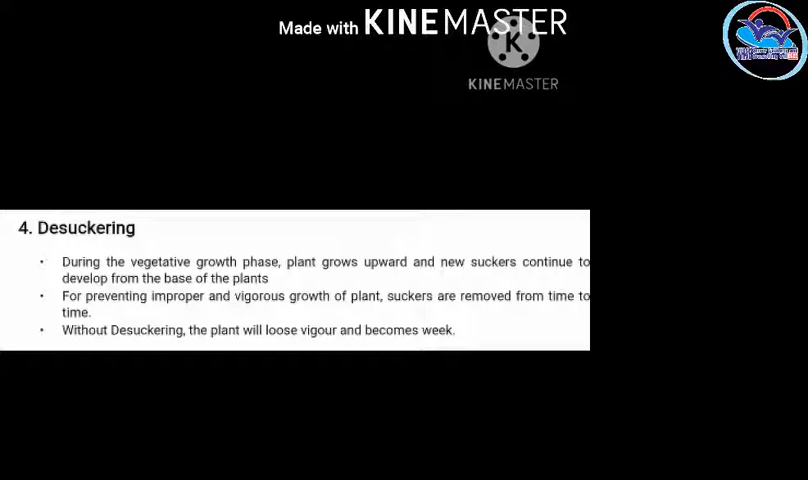 Made with KINEMASTER
K
KINEMASTER
4. Desuckering
• During the vegetative growth phase, plant grows upward and new suckers continue to
develop from the base of the plants
• For preventing improper and vigorous growth of plant, suckers are removed from time to
time.
• Without Desuckering, the plant will loose vigour and becomes week.